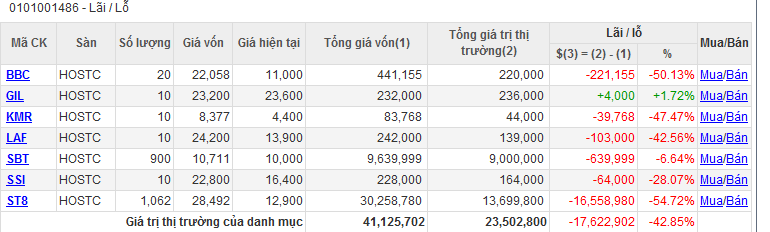 0101001486 - Lãi / Lỗ
Mã CK Sàn Số lượng Giá vốn Giá hiện tại Tổng giá vốn(1) Tổng giá trị thị trường(2) Lãi / lỗ Mua/Bán
$(3) = (2) - (1) %
BBC HOSTC 20 22,058 11,000 441,155 220,000 -221,155 -50.13% Mua/Bán
GIL HOSTC 10 23,200 23,600 232,000 236,000 +4,000 +1.72% Mua/Bán
KMR HOSTC 10 8,377 4,400 83,768 44,000 -39,768 -47.47% Mua/Bán
LAF HOSTC 10 24,200 13,900 242,000 139,000 -103,000 -42.56% Mua/Bán
SBT HOSTC 900 10,711 10,000 9,639,999 9,000,000 -639,999 -6.64% Mua/Bán
SSI HOSTC 10 22,800 16,400 228,000 164,000 -64,000 -28.07% Mua/Bán
ST8 HOSTC 1,062 28,492 12,900 30,258,780 13,699,800 -16,558,980 -54.72% Mua/Bán
Giá trị thị trường của danh mục 41,125,702 23,502,800 -17,622,902 -42.85%